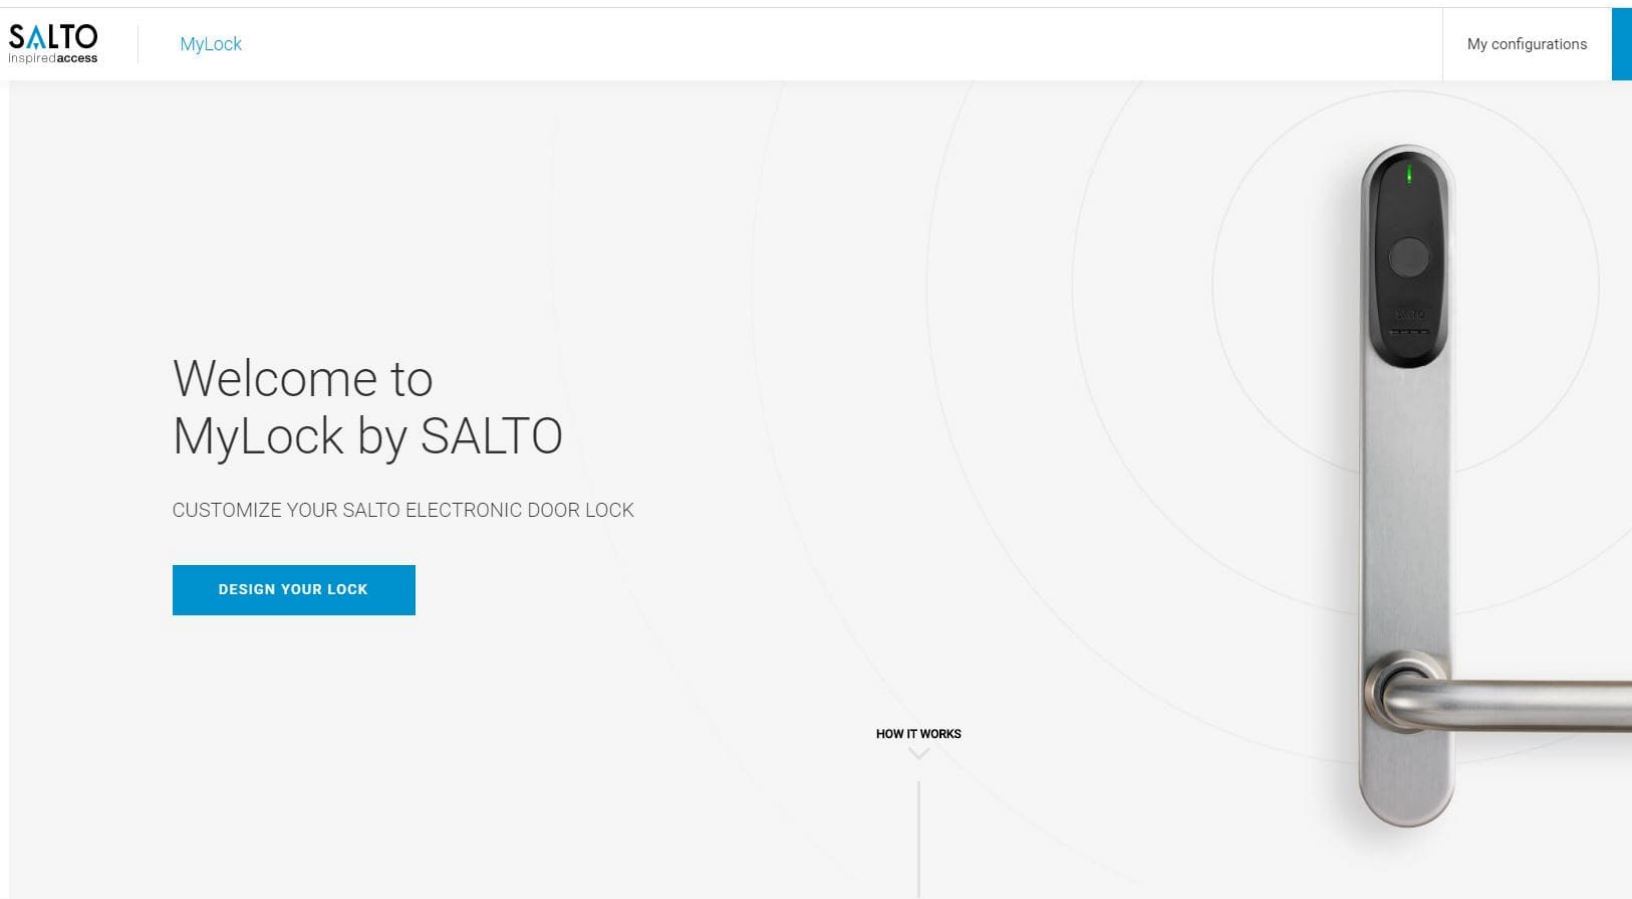 SALTO
inspiredaccess
MyLock
My configurations
Welcome to
MyLock by SALTO
CUSTOMIZE YOUR SALTO ELECTRONIC DOOR LOCK
DESIGN YOUR LOCK
HOW IT WORKS
SALTO